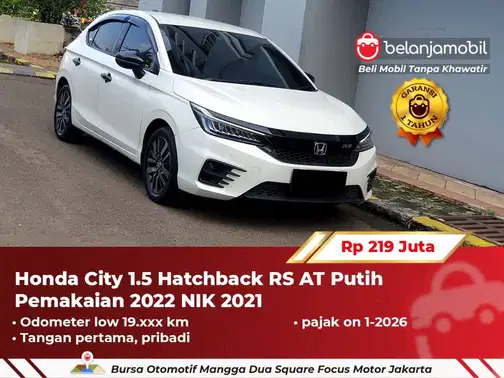 belanjamobil
Beli Mobil Tanpa Khawatir
GARANSI
1 TAHUN
RS
Rp 219 Juta
Honda City 1.5 Hatchback RS AT Putih
Pemakaian 2022 NIK 2021
• Odometer low 19.xxx km
• pajak on 1-2026
• Tangan pertama, pribadi
Bursa Otomotif Mangga Dua Square Focus Motor Jakarta